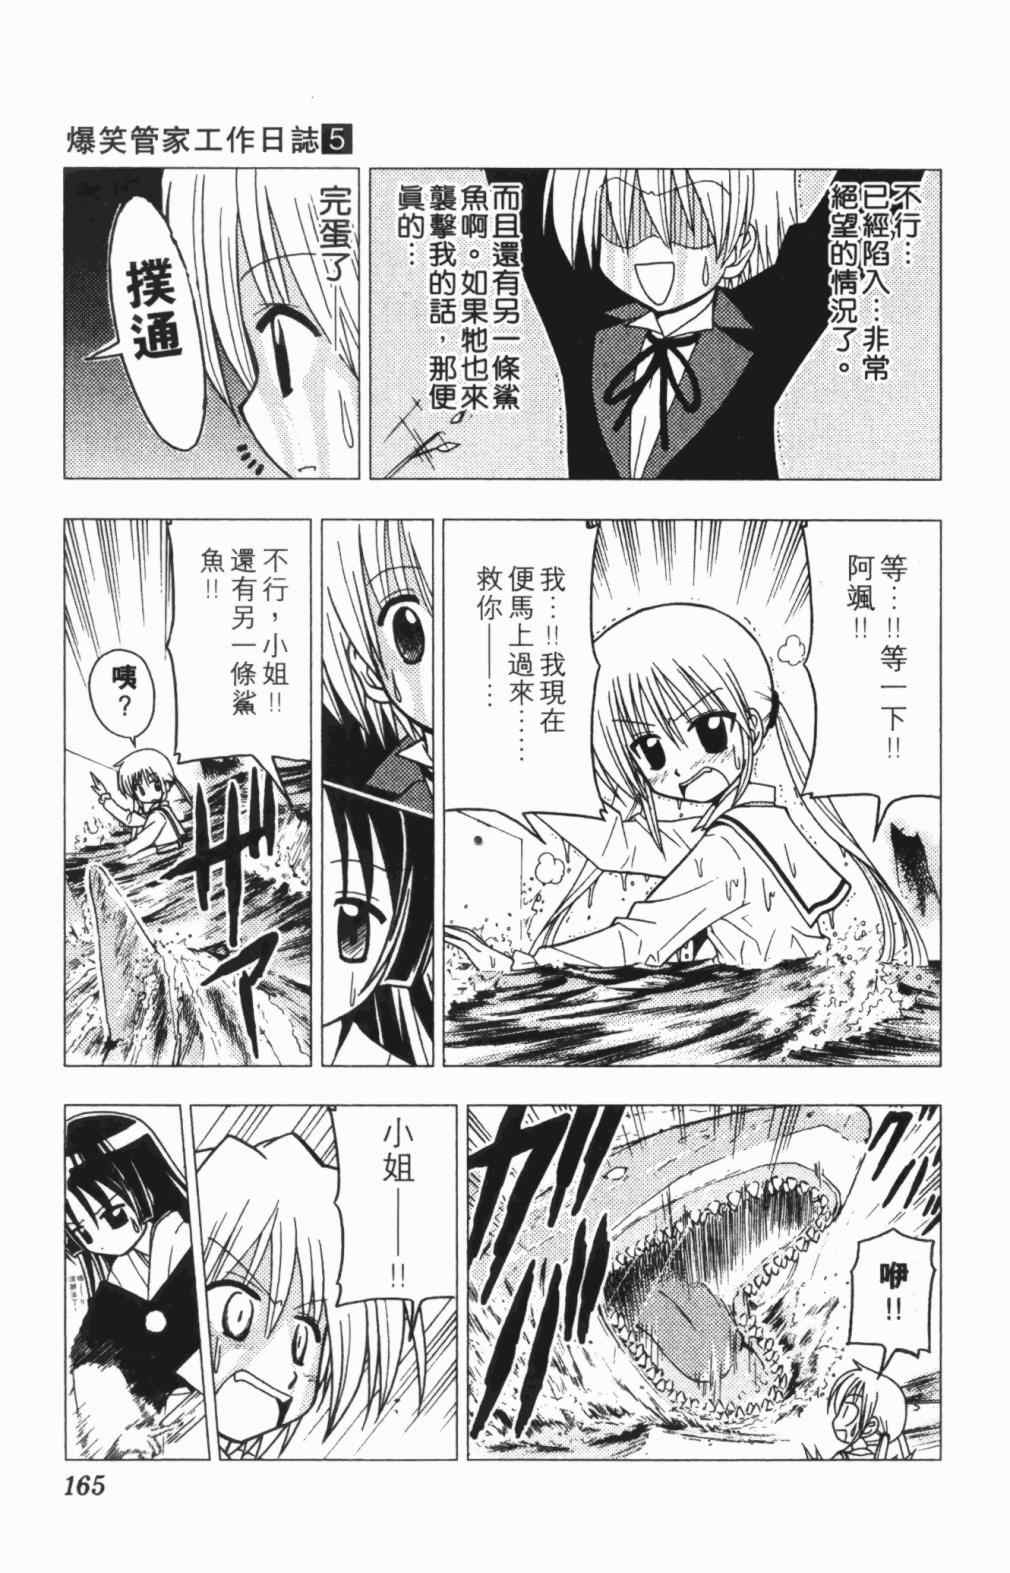 爆笑管家工作日誌5
不行…
已經陷入…非常
絕望的情況了。
而且還有另一條鯊
魚啊。如果牠也來
襲擊我的話，那便
真的…
完蛋了
撲通
等…!!等一下!!
阿颯!!
我…!!我現在
便馬上過來……
救你——…
不行，小姐!!
還有另一條鯊
魚!!
咦?
咿!!
小姐——!!
165